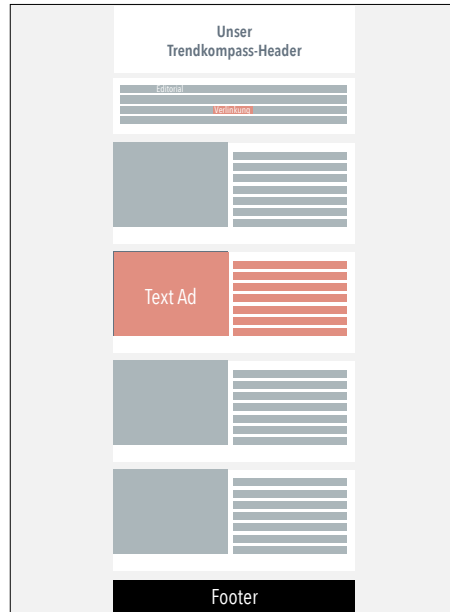 Unser
Trendkompass-Header
Editorial
Verlinkung
Text Ad
Footer